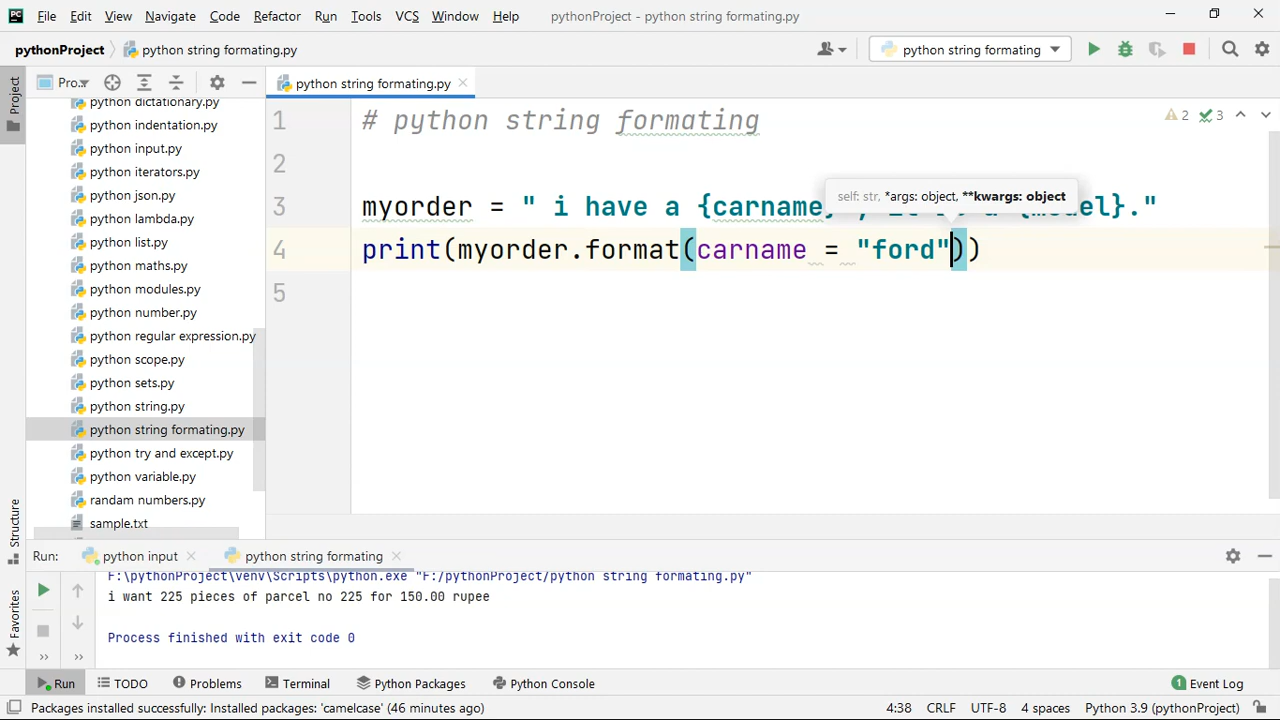 File Edit View Navigate Code Refactor Run Tools VCS Window Help pythonProject - python string formating.py
pythonProject python string formating.py python string formating
Project
Pro...
python string formating.py
python dictationary.py
python indentation.py
python input.py
python iterators.py
python json.py
python lambda.py
python list.py
python maths.py
python modules.py
python number.py
python regular expression.py
python scope.py
python sets.py
python string.py
python string formating.py
python try and except.py
python variable.py
randam numbers.py
sample.txt
2 3
1 # python string formating
2
self: str, *args: object, **kwargs: object
3 myorder = " i have a {carname} model}."
4 print(myorder.format(carname = "ford"))
5
Structure
Favorites
Run: python input python string formating
F:\pythonProject\venv\Scripts\python.exe "F:/pythonProject/python string formating.py"
i want 225 pieces of parcel no 225 for 150.00 rupee
Process finished with exit code 0
Run TODO Problems Terminal Python Packages Python Console 1 Event Log
Packages installed successfully: Installed packages: 'camelcase' (46 minutes ago) 4:38 CRLF UTF-8 4 spaces Python 3.9 (pythonProject)